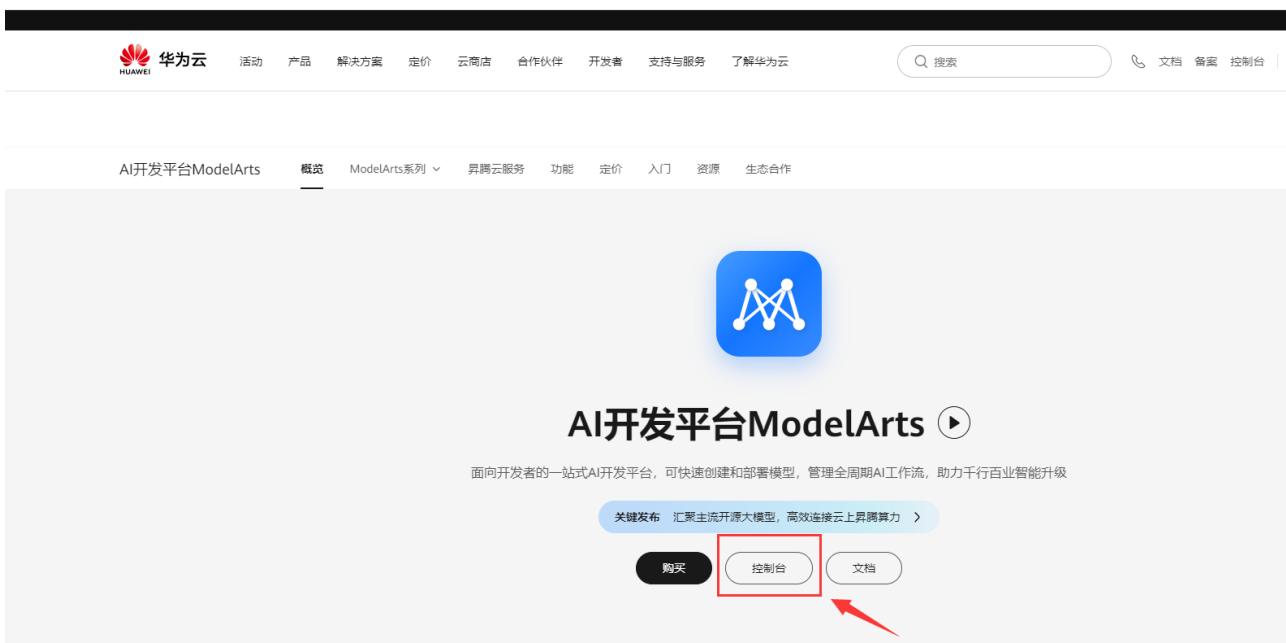 HUAWEI 华为云 活动 产品 解决方案 定价 云商店 合作伙伴 开发者 支持与服务 了解华为云 搜索 文档 备案 控制台
AI开发平台ModelArts 概览 ModelArts系列 昇腾云服务 功能 定价 入门 资源 生态合作
AI开发平台ModelArts
面向开发者的一站式AI开发平台，可快速创建和部署模型，管理全周期AI工作流，助力千行百业智能升级
关键发布 汇聚主流开源大模型，高效连接云上昇腾算力
购买 控制台 文档